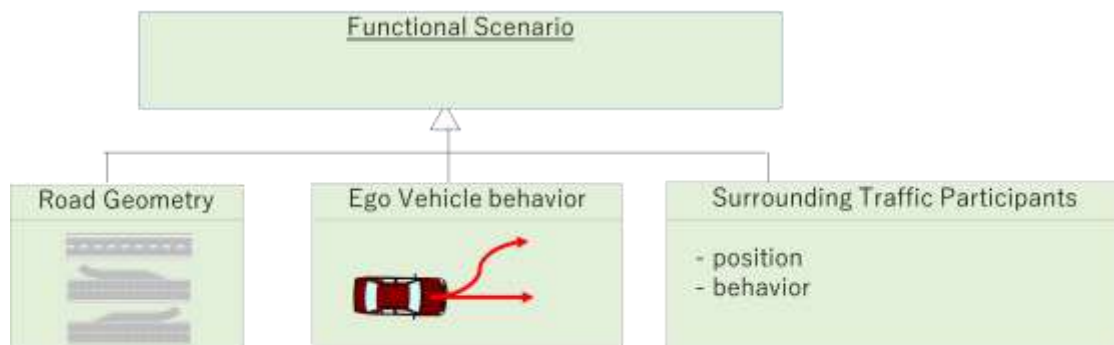 Functional Scenario
Road Geometry
Ego Vehicle behavior
Surrounding Traffic Participants
- position
- behavior